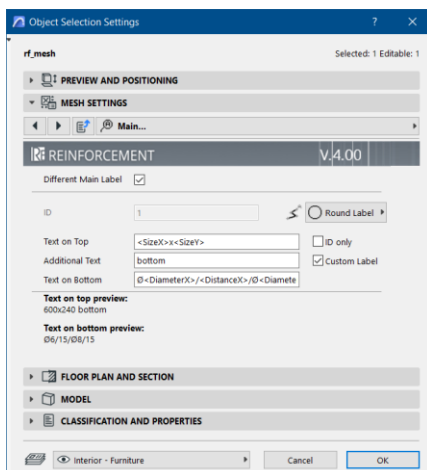 Object Selection Settings ? ×
rf_mesh Selected: 1 Editable: 1
PREVIEW AND POSITIONING
MESH SETTINGS
Main...
REINFORCEMENT V.4.00
Different Main Label
ID 1 Round Label
Text on Top <SizeX>x<SizeY> ID only
Additional Text bottom Custom Label
Text on Bottom Ø<DiameterX>/<DistanceX>/Ø<Diamete
Text on top preview:
600x240 bottom
Text on bottom preview:
Ø6/15/Ø8/15
FLOOR PLAN AND SECTION
MODEL
CLASSIFICATION AND PROPERTIES
Interior - Furniture Cancel OK